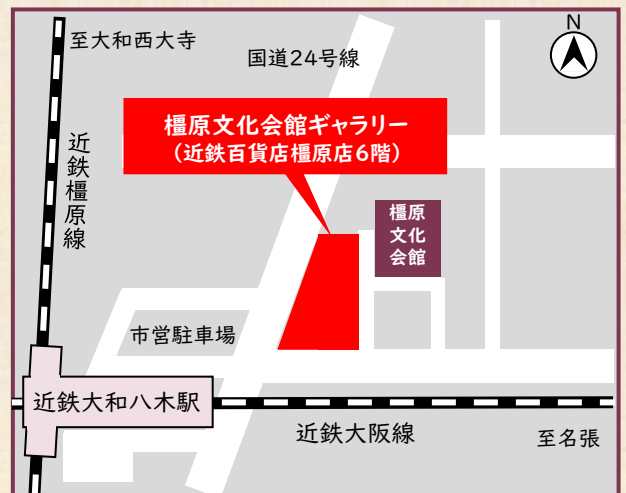 至大和西大寺
国道24号線
N
橿原文化会館ギャラリー
（近鉄百貨店橿原店6階）
近鉄橿原線
橿原
文化
会館
市営駐車場
近鉄大和八木駅
近鉄大阪線
至名張